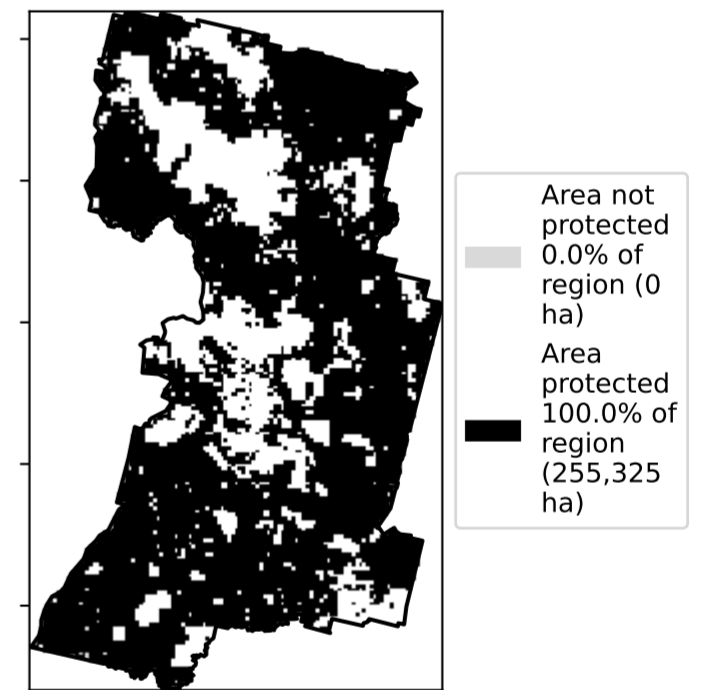 Area not
protected
0.0% of
region (0
ha)
Area
protected
100.0% of
region
(255,325
ha)